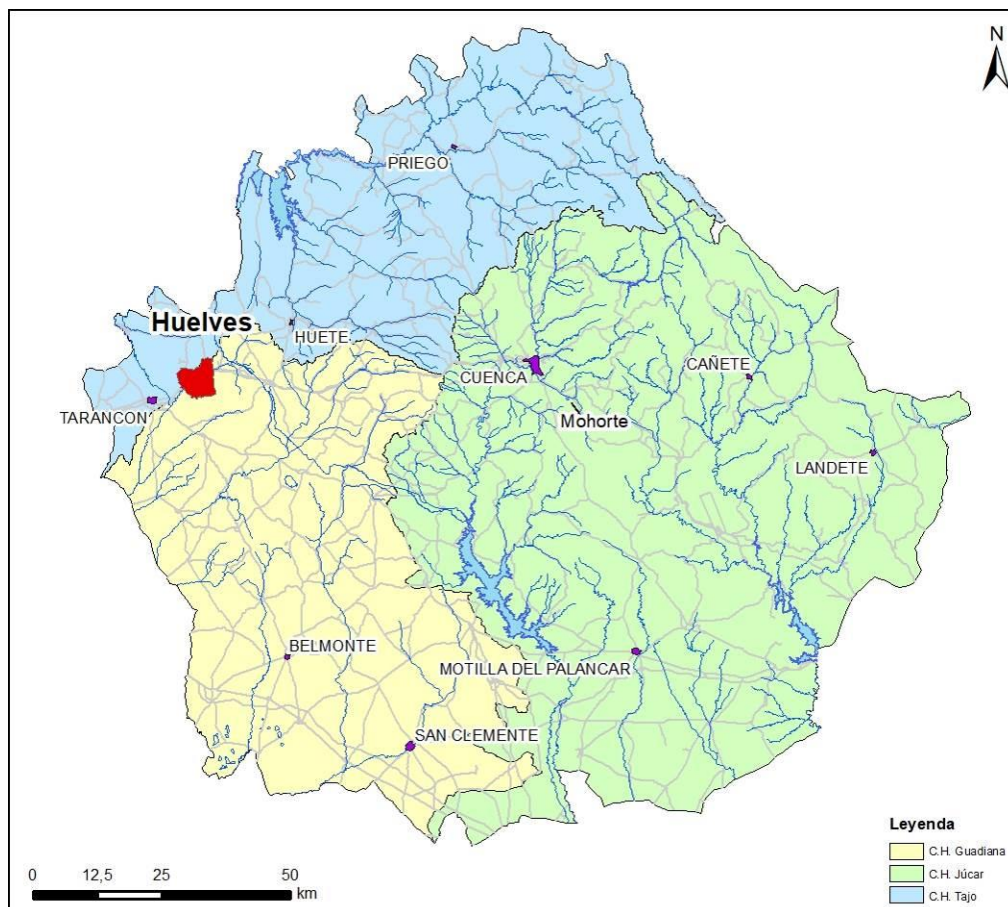 N
PRIEGO
Huelves
HUETE
CUENCA
CAÑETE
TARANCON
Mohorte
LANDETE
BELMONTE
MOTILLA DEL PALANCAR
SAN CLEMENTE
Leyenda
C.H. Guadiana
C.H. Júcar
C.H. Tajo
0 12,5 25 50
km